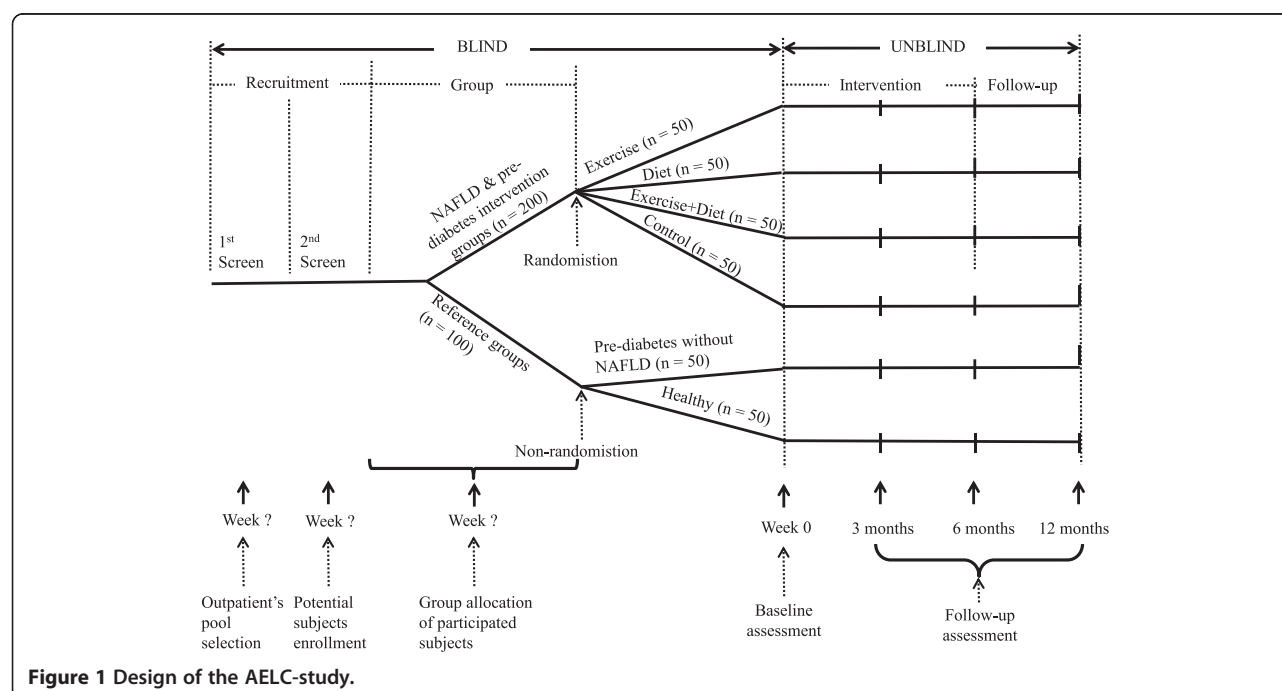 BLIND
UNBLIND
Recruitment
Group
Intervention
Follow-up
1st
Screen
2nd
Screen
NAFLD & pre-
diabetes intervention
groups (n = 200)
Exercise (n = 50)
Diet (n = 50)
Exercise+Diet (n = 50)
Control (n = 50)
Randomistion
Reference groups
(n = 100)
Pre-diabetes without
NAFLD (n = 50)
Healthy (n = 50)
Non-randomistion
Week ?
Week ?
Week ?
Week 0
3 months
6 months
12 months
Outpatient's
pool
selection
Potential
subjects
enrollment
Group allocation
of participated
subjects
Baseline
assessment
Follow-up
assessment
Figure 1 Design of the AELC-study.